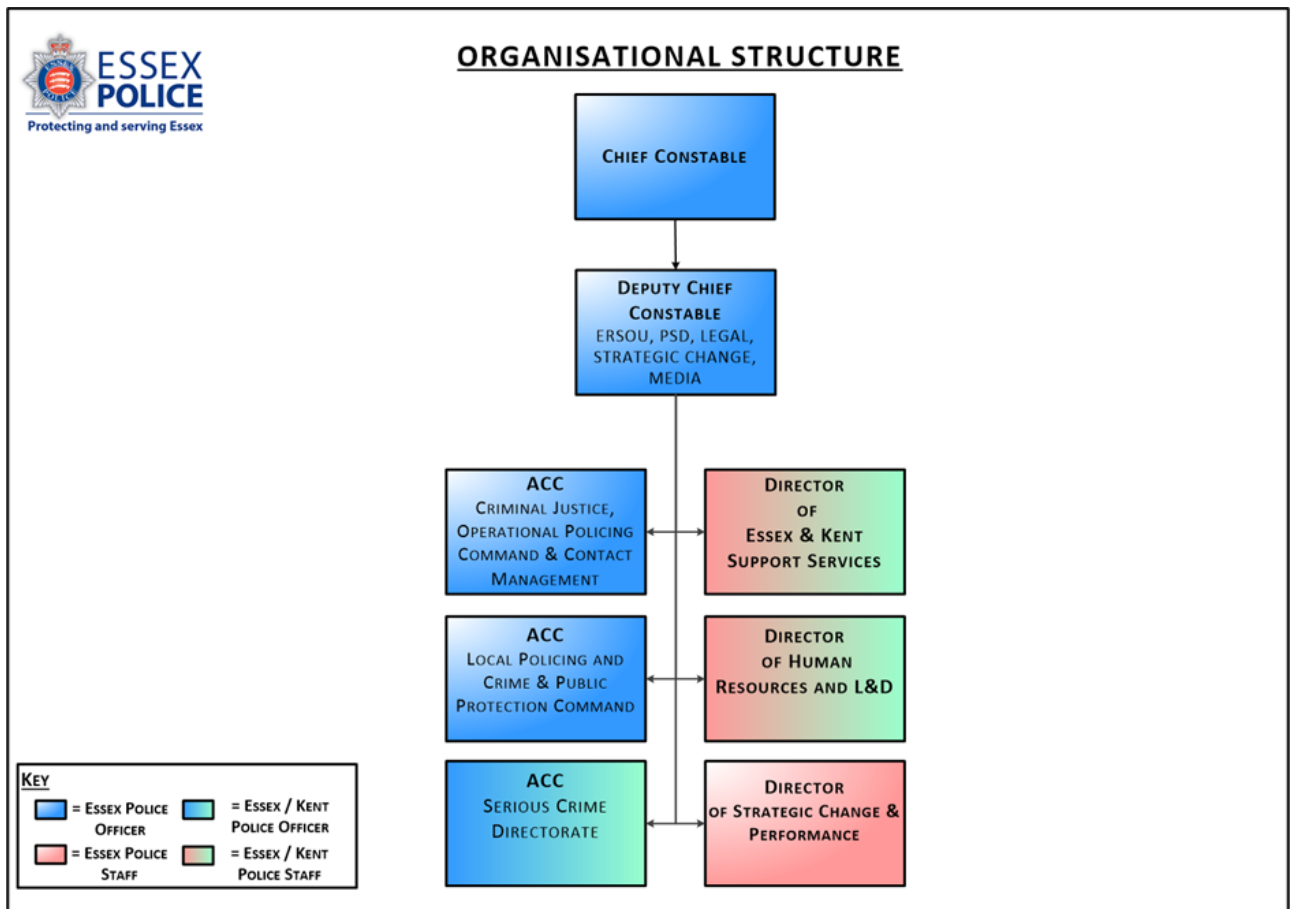 ESSEX
POLICE
Protecting and serving Essex
ORGANISATIONAL STRUCTURE
CHIEF CONSTABLE
DEPUTY CHIEF
CONSTABLE
ERSOU, PSD, LEGAL,
STRATEGIC CHANGE,
MEDIA
ACC
CRIMINAL JUSTICE,
OPERATIONAL POLICING
COMMAND & CONTACT
MANAGEMENT
DIRECTOR
OF
ESSEX & KENT
SUPPORT SERVICES
ACC
LOCAL POLICING AND
CRIME & PUBLIC
PROTECTION COMMAND
DIRECTOR
OF HUMAN
RESOURCES AND L&D
ACC
SERIOUS CRIME
DIRECTORATE
DIRECTOR
OF STRATEGIC CHANGE &
PERFORMANCE
KEY
= ESSEX POLICE
OFFICER
= ESSEX / KENT
POLICE OFFICER
= ESSEX POLICE
STAFF
= ESSEX / KENT
POLICE STAFF